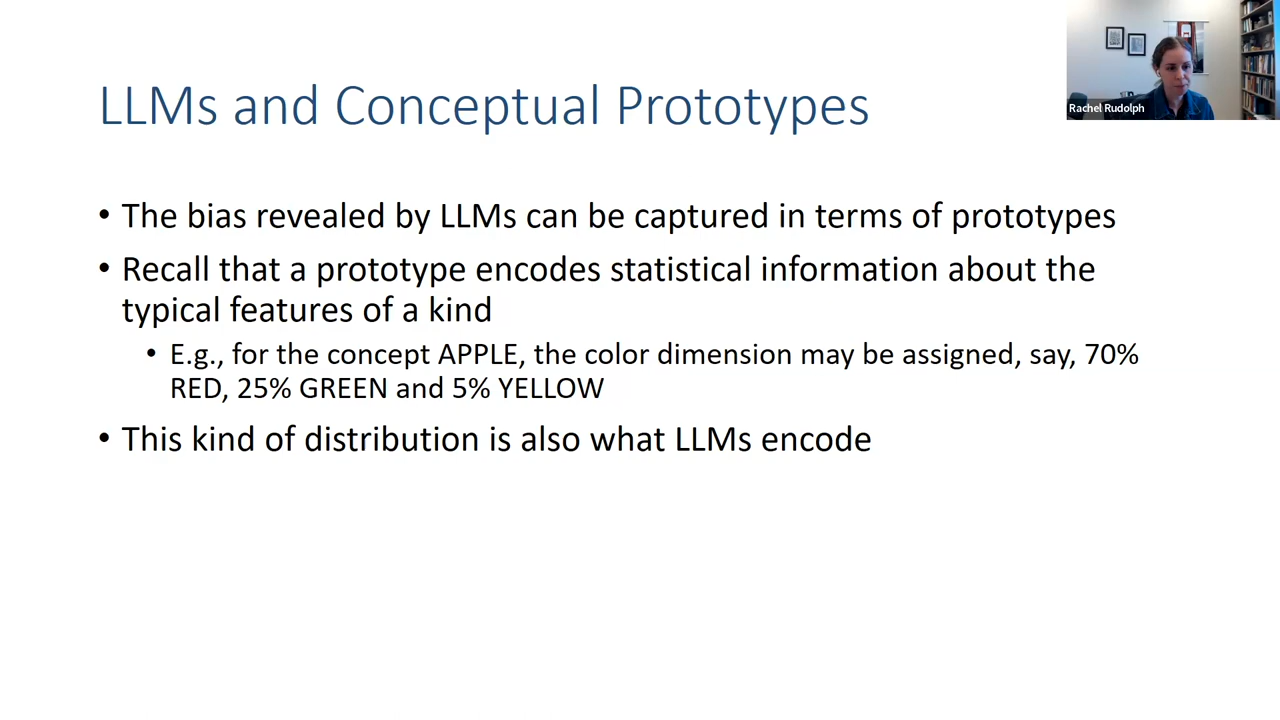 LLMs and Conceptual Prototypes
Rachel Rudolph
• The bias revealed by LLMs can be captured in terms of prototypes
• Recall that a prototype encodes statistical information about the
typical features of a kind
• E.g., for the concept APPLE, the color dimension may be assigned, say, 70%
RED, 25% GREEN and 5% YELLOW
• This kind of distribution is also what LLMs encode